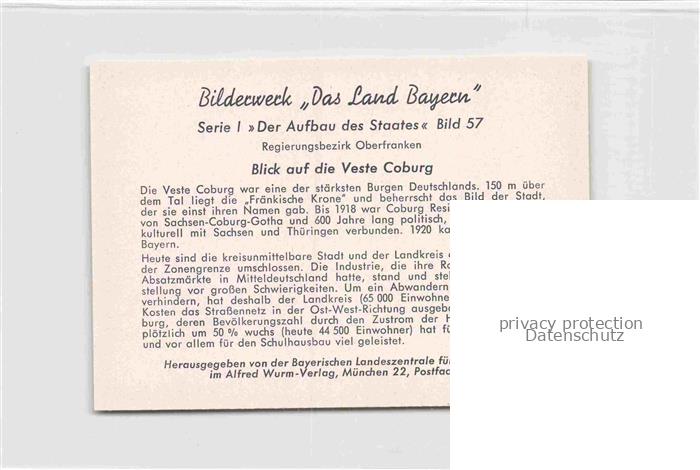 Bilderwerk „Das Land Bayern"
Serie I »Der Aufbau des Staates« Bild 57
Regierungsbezirk Oberfranken
Blick auf die Veste Coburg
Die Veste Coburg war eine der stärksten Burgen Deutschlands. 150 m über
dem Tal liegt die „Fränkische Krone" und beherrscht das Bild der Stadt,
der sie einst ihren Namen gab. Bis 1918 war Coburg Resi
von Sachsen-Coburg-Gotha und 600 Jahre lang politisch,
kulturell mit Sachsen und Thüringen verbunden. 1920 ka
Bayern.
Heute sind die kreisunmittelbare Stadt und der Landkreis
der Zonengrenze umschlossen. Die Industrie, die ihre Ro
Absatzmärkte in Mitteldeutschland hatte, stand und ste
stellung vor großen Schwierigkeiten. Um ein Abwandern
verhindern, hat deshalb der Landkreis (65 000 Einwohne
Kosten das Straßennetz in der Ost-West-Richtung ausgeb
burg, deren Bevölkerungszahl durch den Zustrom der H
plötzlich um 50 % wuchs (heute 44 500 Einwohner) hat fü
und vor allem für den Schulhausbau viel geleistet.
Herausgegeben von der Bayerischen Landeszentrale für
im Alfred Wurm-Verlag, München 22, Postfac
privacy protection
Datenschutz